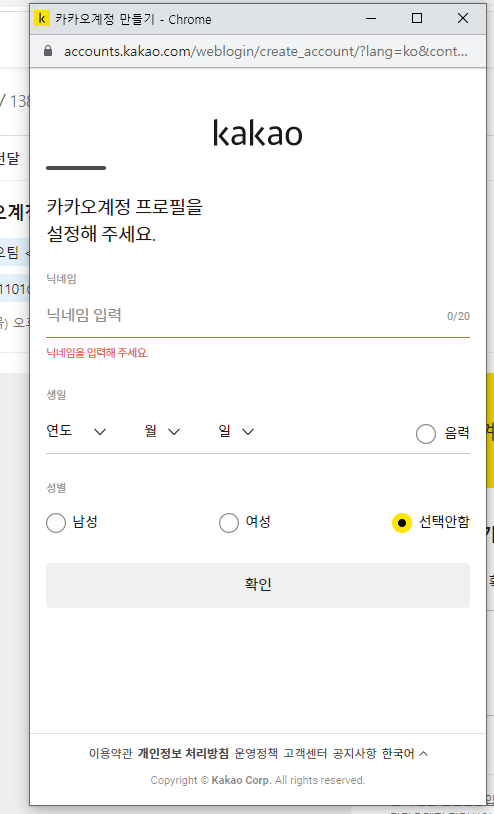 카카오계정 만들기 - Chrome
accounts.kakao.com/weblogin/create_account/?lang=ko&cont...
/ 138
전달
kakao
카카오계정 프로필을
설정해 주세요.
닉네임
닉네임 입력 0/20
닉네임을 입력해 주세요.
생일
연도 월 일 음력
성별
남성 여성 선택안함
확인
이용약관 개인정보 처리방침 운영정책 고객센터 공지사항 한국어
Copyright © Kakao Corp. All rights reserved.